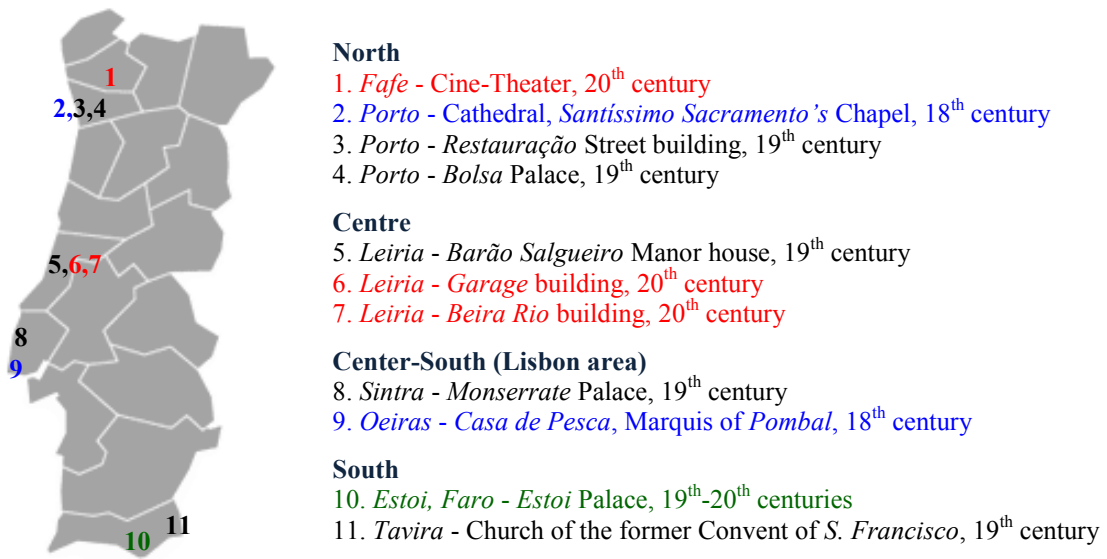 North
1. Fafe - Cine-Theater, 20th century
2. Porto - Cathedral, Santíssimo Sacramento’s Chapel, 18th century
3. Porto - Restauração Street building, 19th century
4. Porto - Bolsa Palace, 19th century
Centre
5. Leiria - Barão Salgueiro Manor house, 19th century
6. Leiria - Garage building, 20th century
7. Leiria - Beira Rio building, 20th century
Center-South (Lisbon area)
8. Sintra - Monserrate Palace, 19th century
9. Oeiras - Casa de Pesca, Marquis of Pombal, 18th century
South
10. Estoi, Faro - Estoi Palace, 19th-20th centuries
11. Tavira - Church of the former Convent of S. Francisco, 19th century
1
2,3,4
5,6,7
8
9
10
11